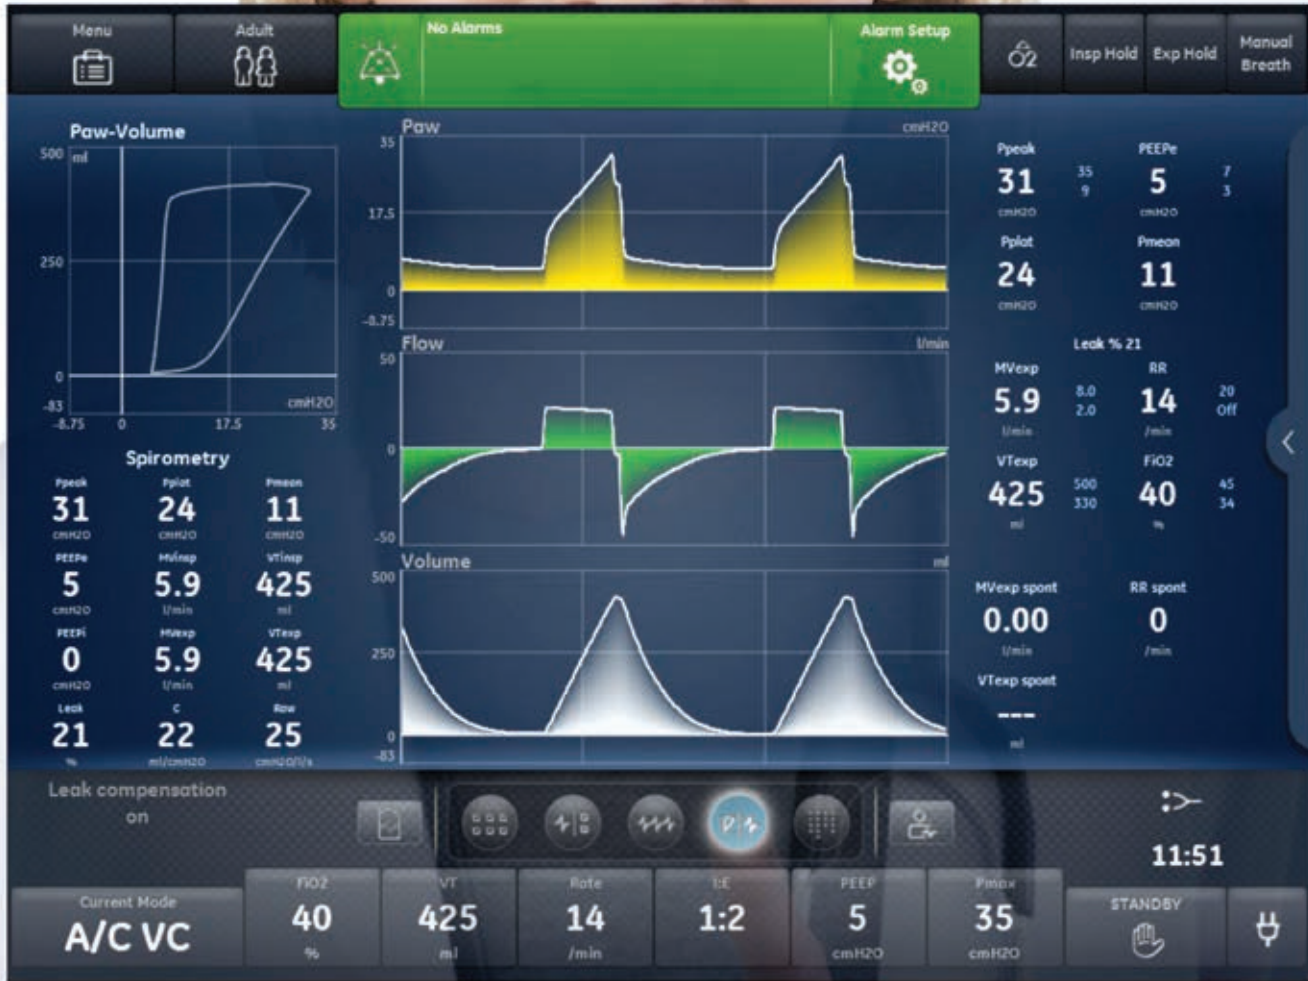 Menu
Adult
No Alarms
Alarm Setup
O2
Insp Hold
Exp Hold
Manual
Breath
Paw-Volume
500
ml
250
0
-83
-8.75
0
17.5
35
cmH2O
Spirometry
Ppeak
31
cmH2O
Pplat
24
cmH2O
Pmean
11
cmH2O
PEEPe
5
cmH2O
MVinsp
5.9
l/min
VTinsp
425
ml
PEEPi
0
cmH2O
MVexp
5.9
l/min
VTexp
425
ml
Leak
21
%
C
22
ml/cmH2O
Raw
25
cmH2O/l/s
Paw
cmH2O
35
17.5
0
-8.75
Flow
l/min
50
0
-50
Volume
ml
500
250
0
-83
Ppeak
31
cmH2O
35
9
PEEPe
5
cmH2O
7
3
Pplat
24
cmH2O
Pmean
11
cmH2O
Leak % 21
MVexp
5.9
l/min
8.0
2.0
RR
14
/min
20
Off
VTexp
425
ml
500
330
FiO2
40
%
45
34
MVexp spont
0.00
l/min
RR spont
0
/min
VTexp spont
---
ml
Leak compensation
on
11:51
Current Mode
A/C VC
FiO2
40
%
VT
425
ml
Rate
14
/min
I:E
1:2
PEEP
5
cmH2O
Pmax
35
cmH2O
STANDBY